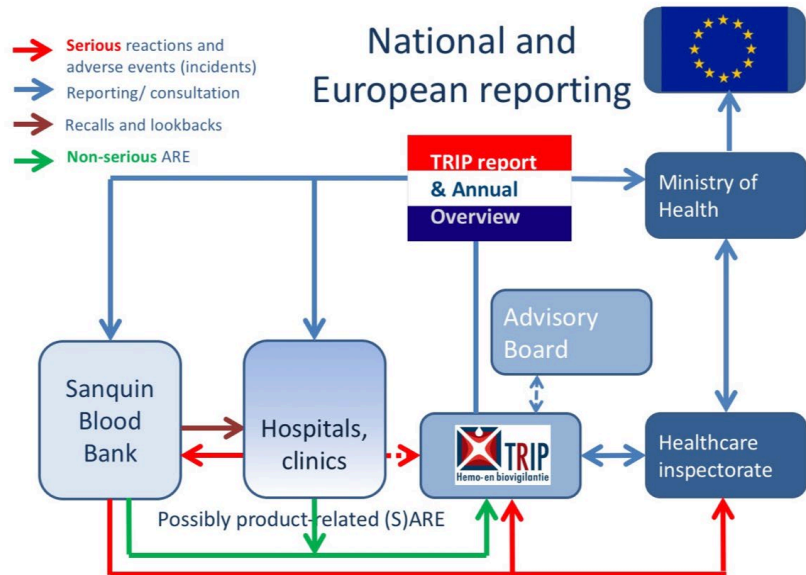 National and
European reporting
Serious reactions and
adverse events (incidents)
Reporting/ consultation
Recalls and lookbacks
Non-serious ARE
TRIP report
& Annual
Overview
Ministry of
Health
Advisory
Board
Sanquin
Blood
Bank
Hospitals,
clinics
TRIP
Hemo- en biovigilantie
Healthcare
inspectorate
Possibly product-related (S)ARE